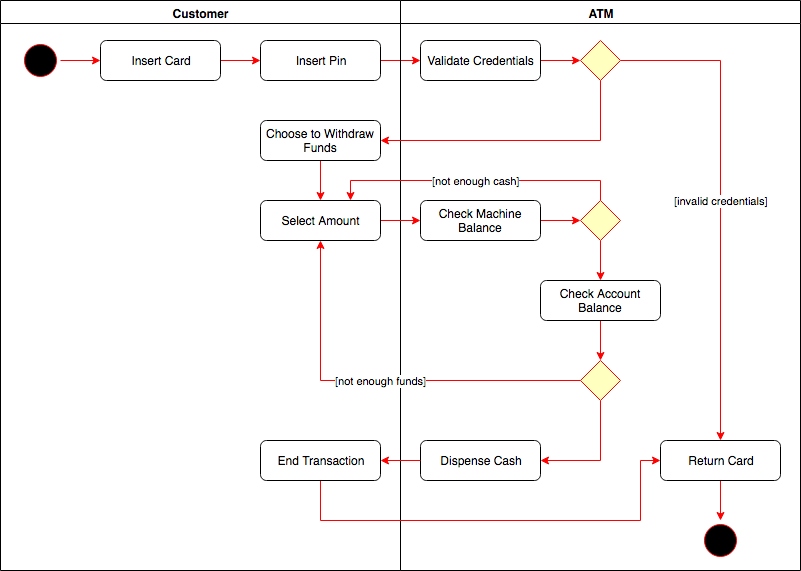 Customer
ATM
Insert Card
Insert Pin
Validate Credentials
Choose to Withdraw
Funds
[not enough cash]
[invalid credentials]
Select Amount
Check Machine
Balance
Check Account
Balance
[not enough funds]
End Transaction
Dispense Cash
Return Card